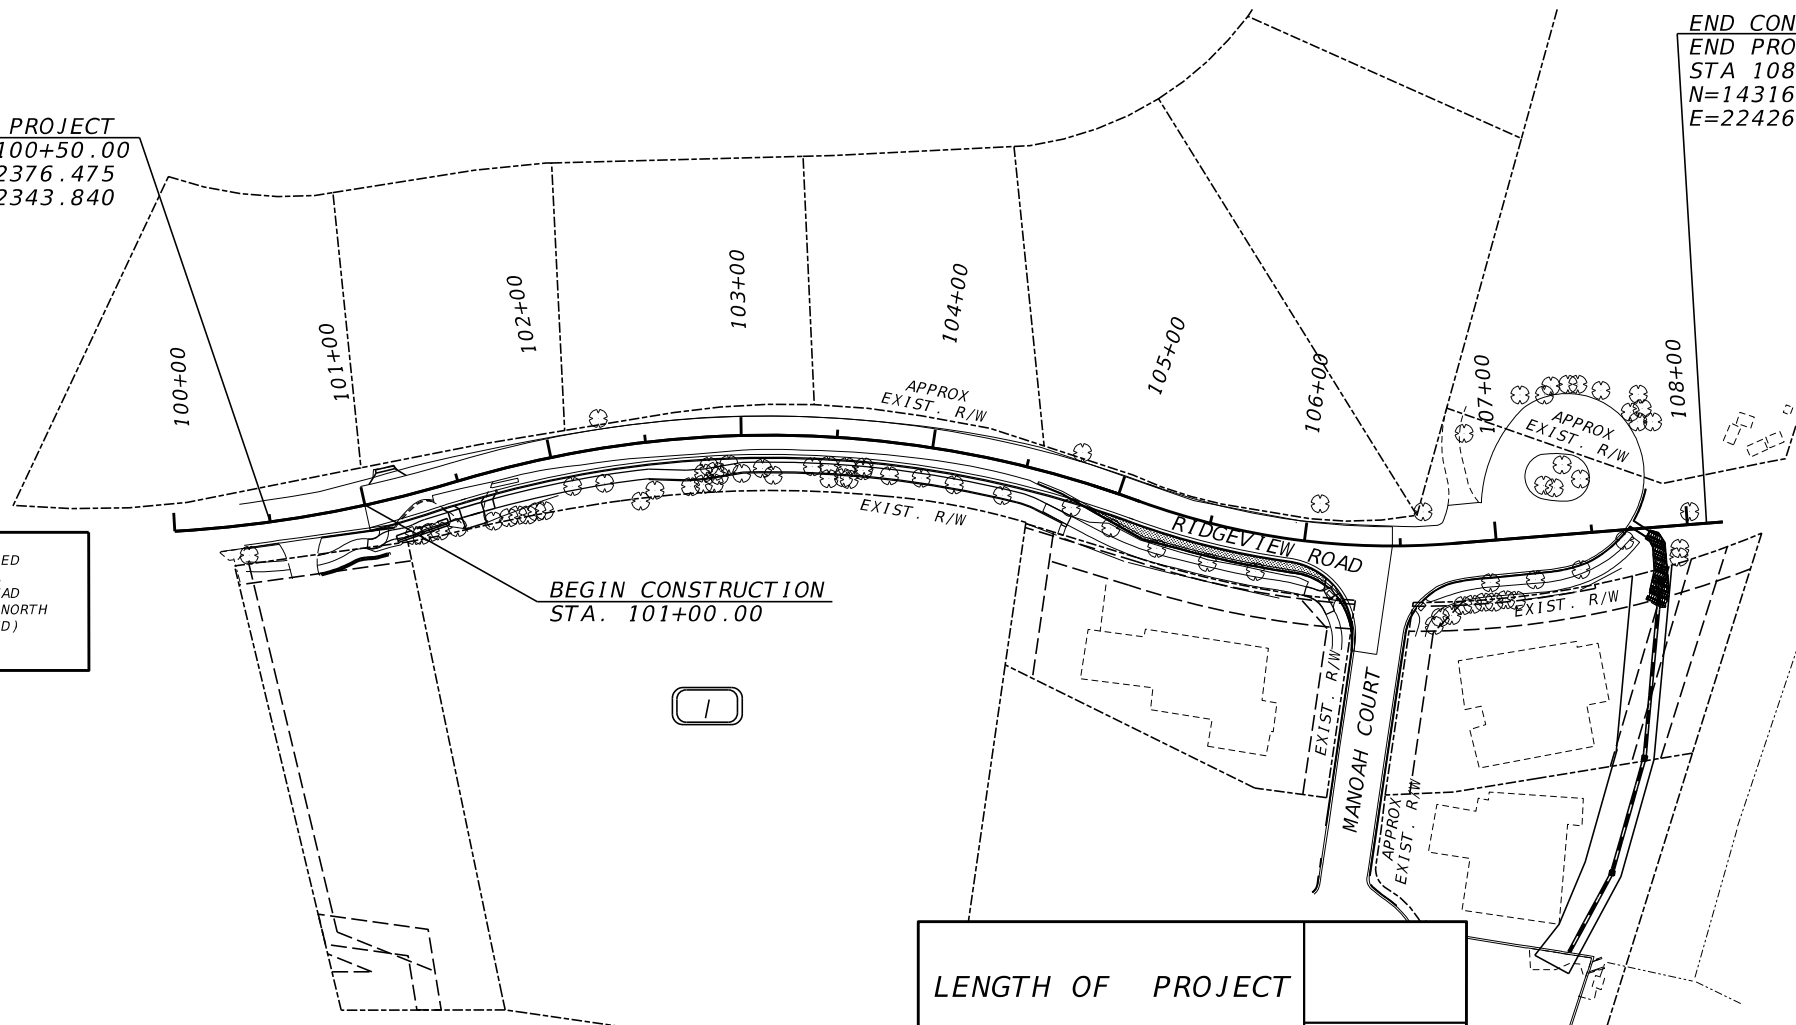 PROJECT
100+50.00
2376.475
2343.840
END CON
END PRO
STA 108
N=14316
E=22426
100+00
101+00
102+00
103+00
104+00
105+00
106+00
107+00
108+00
APPROX
EXIST. R/W
APPROX
EXIST. R/W
EXIST. R/W
RIDGEVIEW ROAD
BEGIN CONSTRUCTION
STA. 101+00.00
ED
AD
NORTH
D)
1
EXIST. R/W
EXIST. R/W
MANOAH COURT
APPROX
EXIST. R/W
LENGTH OF PROJECT